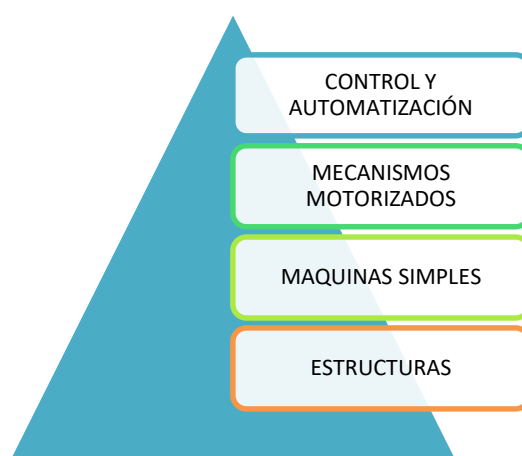 CONTROL Y
AUTOMATIZACIÓN
MECANISMOS
MOTORIZADOS
MAQUINAS SIMPLES
ESTRUCTURAS